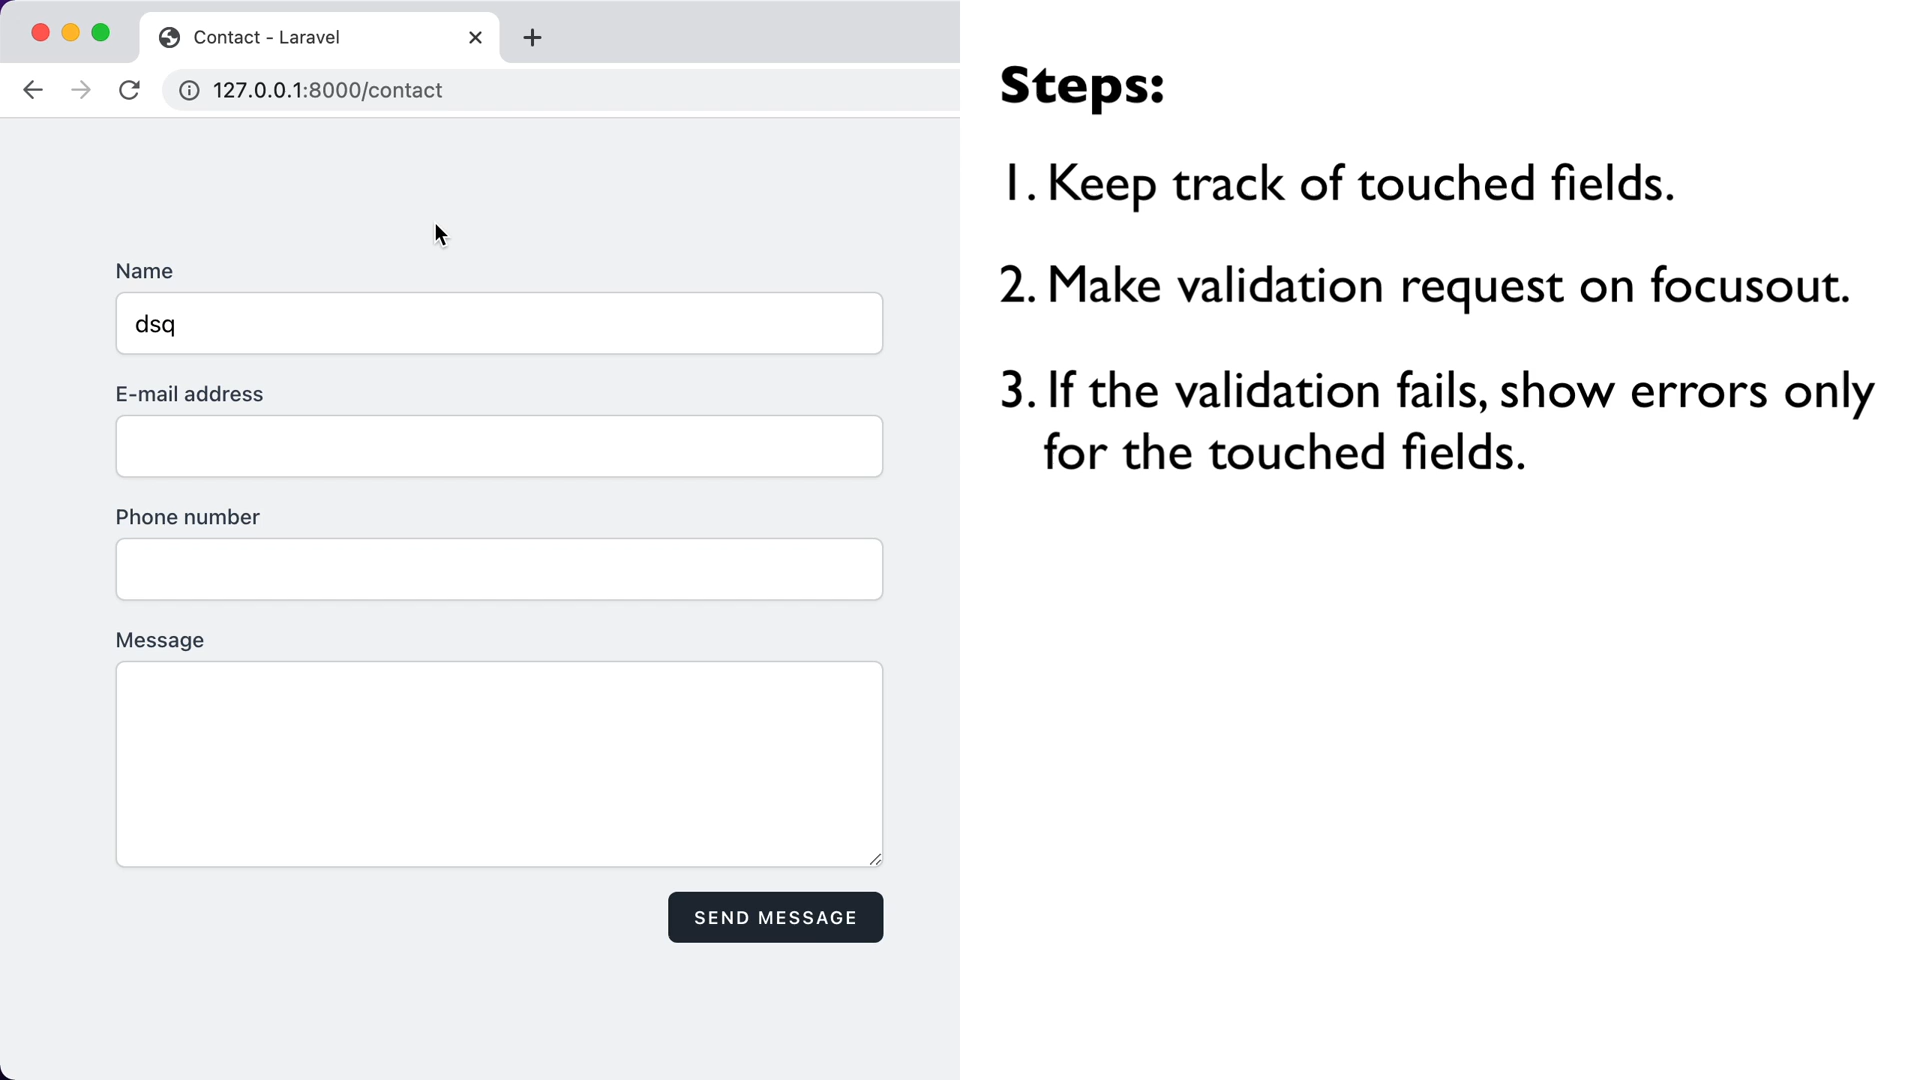 Contact - Laravel
127.0.0.1:8000/contact
Name
dsq
E-mail address
Phone number
Message
SEND MESSAGE
Steps:
1. Keep track of touched fields.
2. Make validation request on focusout.
3. If the validation fails, show errors only
for the touched fields.